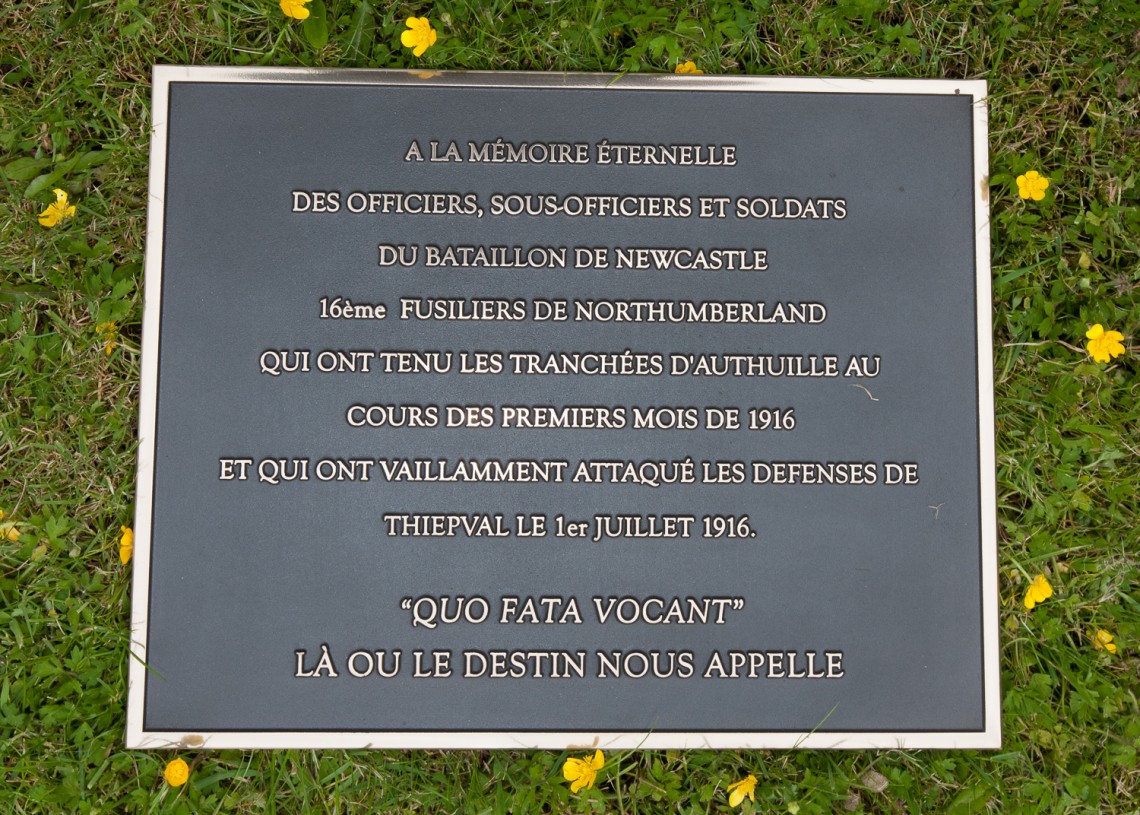 A LA MÉMOIRE ÉTERNELLE
DES OFFICIERS, SOUS-OFFICIERS ET SOLDATS
DU BATAILLON DE NEWCASTLE
16ème FUSILIERS DE NORTHUMBERLAND
QUI ONT TENU LES TRANCHÉES D'AUTHUILLE AU
COURS DES PREMIERS MOIS DE 1916
ET QUI ONT VAILLAMMENT ATTAQUÉ LES DEFENSES DE
THIEPVAL LE 1er JUILLET 1916.
“QUO FATA VOCANT”
LÀ OU LE DESTIN NOUS APPELLE